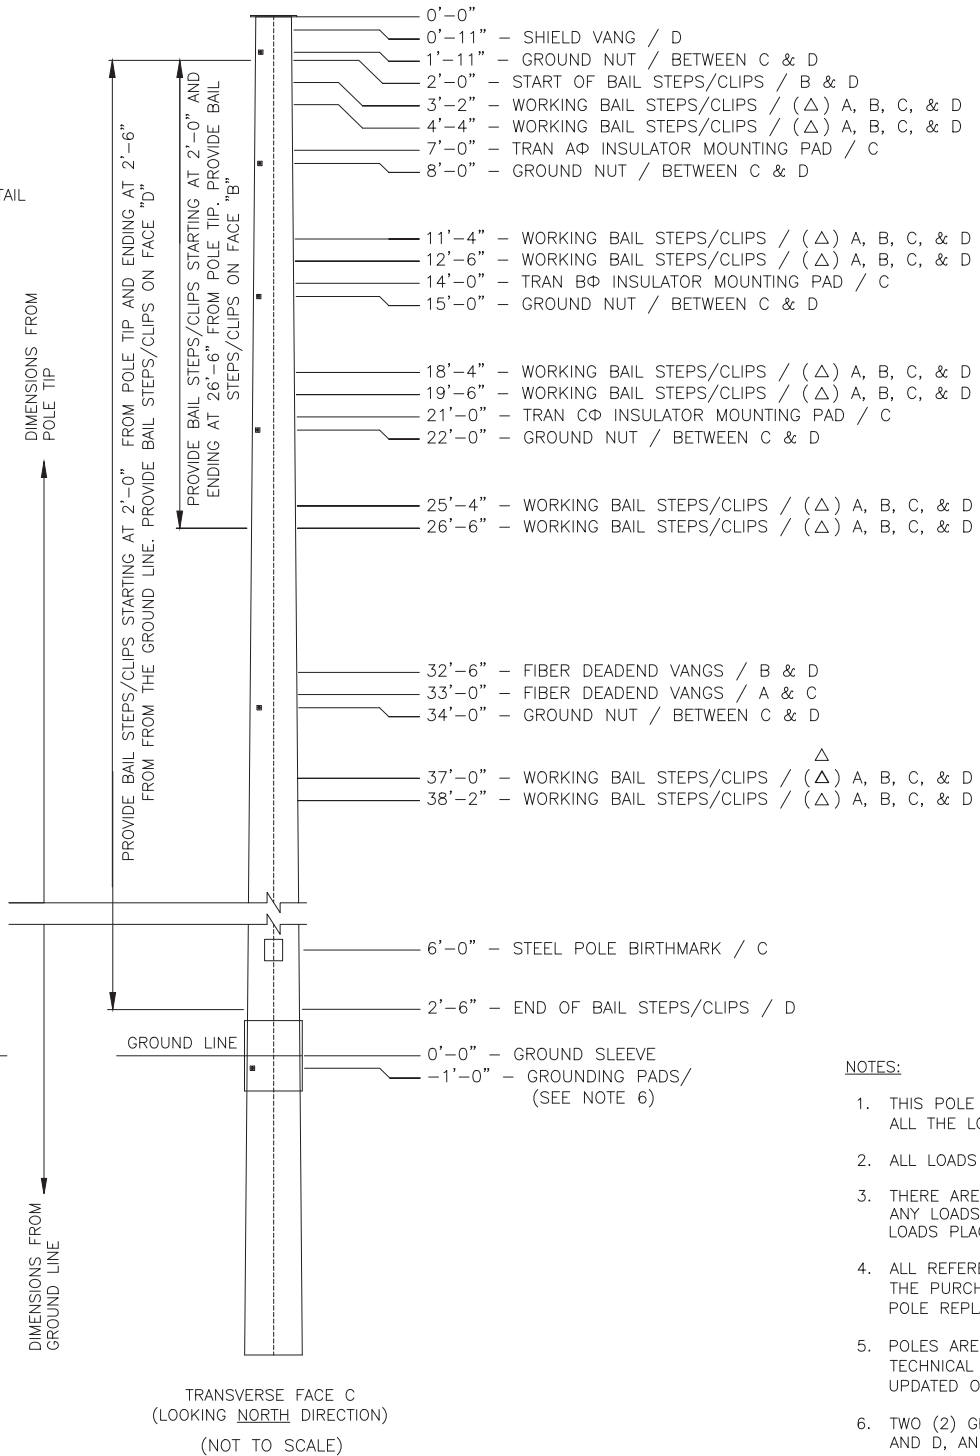 0'-0"
0'-11" - SHIELD VANG / D
1'-11" - GROUND NUT / BETWEEN C & D
2'-0" - START OF BAIL STEPS/CLIPS / B & D
3'-2" - WORKING BAIL STEPS/CLIPS / (△) A, B, C, & D
4'-4" - WORKING BAIL STEPS/CLIPS / (△) A, B, C, & D
7'-0" - TRAN AΦ INSULATOR MOUNTING PAD / C
8'-0" - GROUND NUT / BETWEEN C & D
11'-4" - WORKING BAIL STEPS/CLIPS / (△) A, B, C, & D
12'-6" - WORKING BAIL STEPS/CLIPS / (△) A, B, C, & D
14'-0" - TRAN BΦ INSULATOR MOUNTING PAD / C
15'-0" - GROUND NUT / BETWEEN C & D
18'-4" - WORKING BAIL STEPS/CLIPS / (△) A, B, C, & D
19'-6" - WORKING BAIL STEPS/CLIPS / (△) A, B, C, & D
21'-0" - TRAN CΦ INSULATOR MOUNTING PAD / C
22'-0" - GROUND NUT / BETWEEN C & D
25'-4" - WORKING BAIL STEPS/CLIPS / (△) A, B, C, & D
26'-6" - WORKING BAIL STEPS/CLIPS / (△) A, B, C, & D
32'-6" - FIBER DEADEND VANGS / B & D
33'-0" - FIBER DEADEND VANGS / A & C
34'-0" - GROUND NUT / BETWEEN C & D
△
37'-0" - WORKING BAIL STEPS/CLIPS / (△) A, B, C, & D
38'-2" - WORKING BAIL STEPS/CLIPS / (△) A, B, C, & D
6'-0" - STEEL POLE BIRTHMARK / C
2'-6" - END OF BAIL STEPS/CLIPS / D
0'-0" - GROUND SLEEVE
-1'-0" - GROUNDING PADS/
(SEE NOTE 6)
TAIL
DIMENSIONS FROM
POLE TIP
PROVIDE BAIL STEPS/CLIPS STARTING AT 2'-0" FROM POLE TIP AND ENDING AT 2'-6"
FROM FROM THE GROUND LINE. PROVIDE BAIL STEPS/CLIPS ON FACE "D"
PROVIDE BAIL STEPS/CLIPS STARTING AT 2'-0" AND
ENDING AT 26'-6" FROM POLE TIP. PROVIDE BAIL
STEPS/CLIPS ON FACE "B"
GROUND LINE
DIMENSIONS FROM
GROUND LINE
TRANSVERSE FACE C
(LOOKING NORTH DIRECTION)
(NOT TO SCALE)
NOTES:
1. THIS POLE
ALL THE LO
2. ALL LOADS
3. THERE ARE
ANY LOADS
LOADS PLAC
4. ALL REFERE
THE PURCH
POLE REPL
5. POLES ARE
TECHNICAL
UPDATED O
6. TWO (2) G
AND D, AN